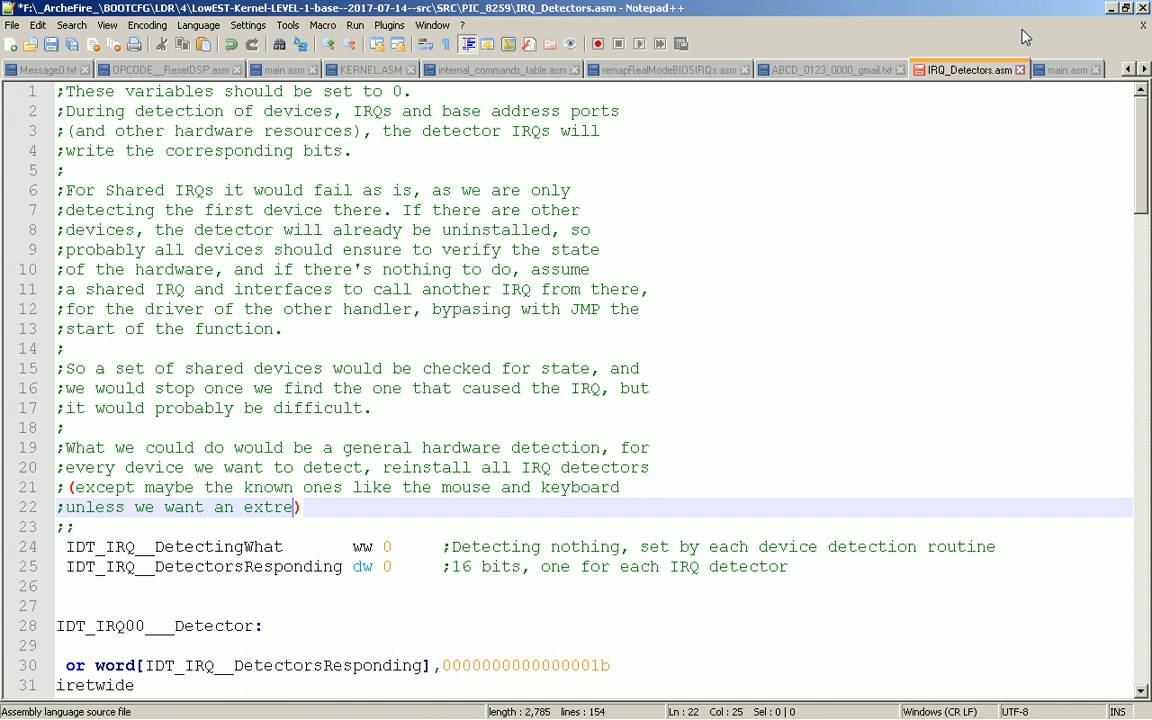 *F:\_ArcheFire_\BOOTCFG\LDR\4\LowEST-Kernel-LEVEL-1-base--2017-07-14--src\SRC\PIC_8259\IRQ_Detectors.asm - Notepad++
File Edit Search View Encoding Language Settings Tools Macro Run Plugins Window ? X
Message0.txt OPCODE__ResetDSP.asm main.asm KERNEL.ASM internal_commands_table.asm remapRealModeBIOSIRQs.asm ABCD_0123_0000_gmail.txt IRQ_Detectors.asm main.asm
1 ;These variables should be set to 0.
2 ;During detection of devices, IRQs and base address ports
3 ;(and other hardware resources), the detector IRQs will
4 ;write the corresponding bits.
5 ;
6 ;For Shared IRQs it would fail as is, as we are only
7 ;detecting the first device there. If there are other
8 ;devices, the detector will already be uninstalled, so
9 ;probably all devices should ensure to verify the state
10 ;of the hardware, and if there's nothing to do, assume
11 ;a shared IRQ and interfaces to call another IRQ from there,
12 ;for the driver of the other handler, bypasing with JMP the
13 ;start of the function.
14 ;
15 ;So a set of shared devices would be checked for state, and
16 ;we would stop once we find the one that caused the IRQ, but
17 ;it would probably be difficult.
18 ;
19 ;What we could do would be a general hardware detection, for
20 ;every device we want to detect, reinstall all IRQ detectors
21 ;(except maybe the known ones like the mouse and keyboard
22 ;unless we want an extre)
23 ;;
24 IDT_IRQ__DetectingWhat ww 0 ;Detecting nothing, set by each device detection routine
25 IDT_IRQ__DetectorsResponding dw 0 ;16 bits, one for each IRQ detector
26
27
28 IDT_IRQ00___Detector:
29
30 or word[IDT_IRQ__DetectorsResponding],0000000000000001b
31 iretwide
Assembly language source file length : 2,785 lines : 154 Ln : 22 Col : 25 Sel : 0 | 0 Windows (CR LF) UTF-8 INS